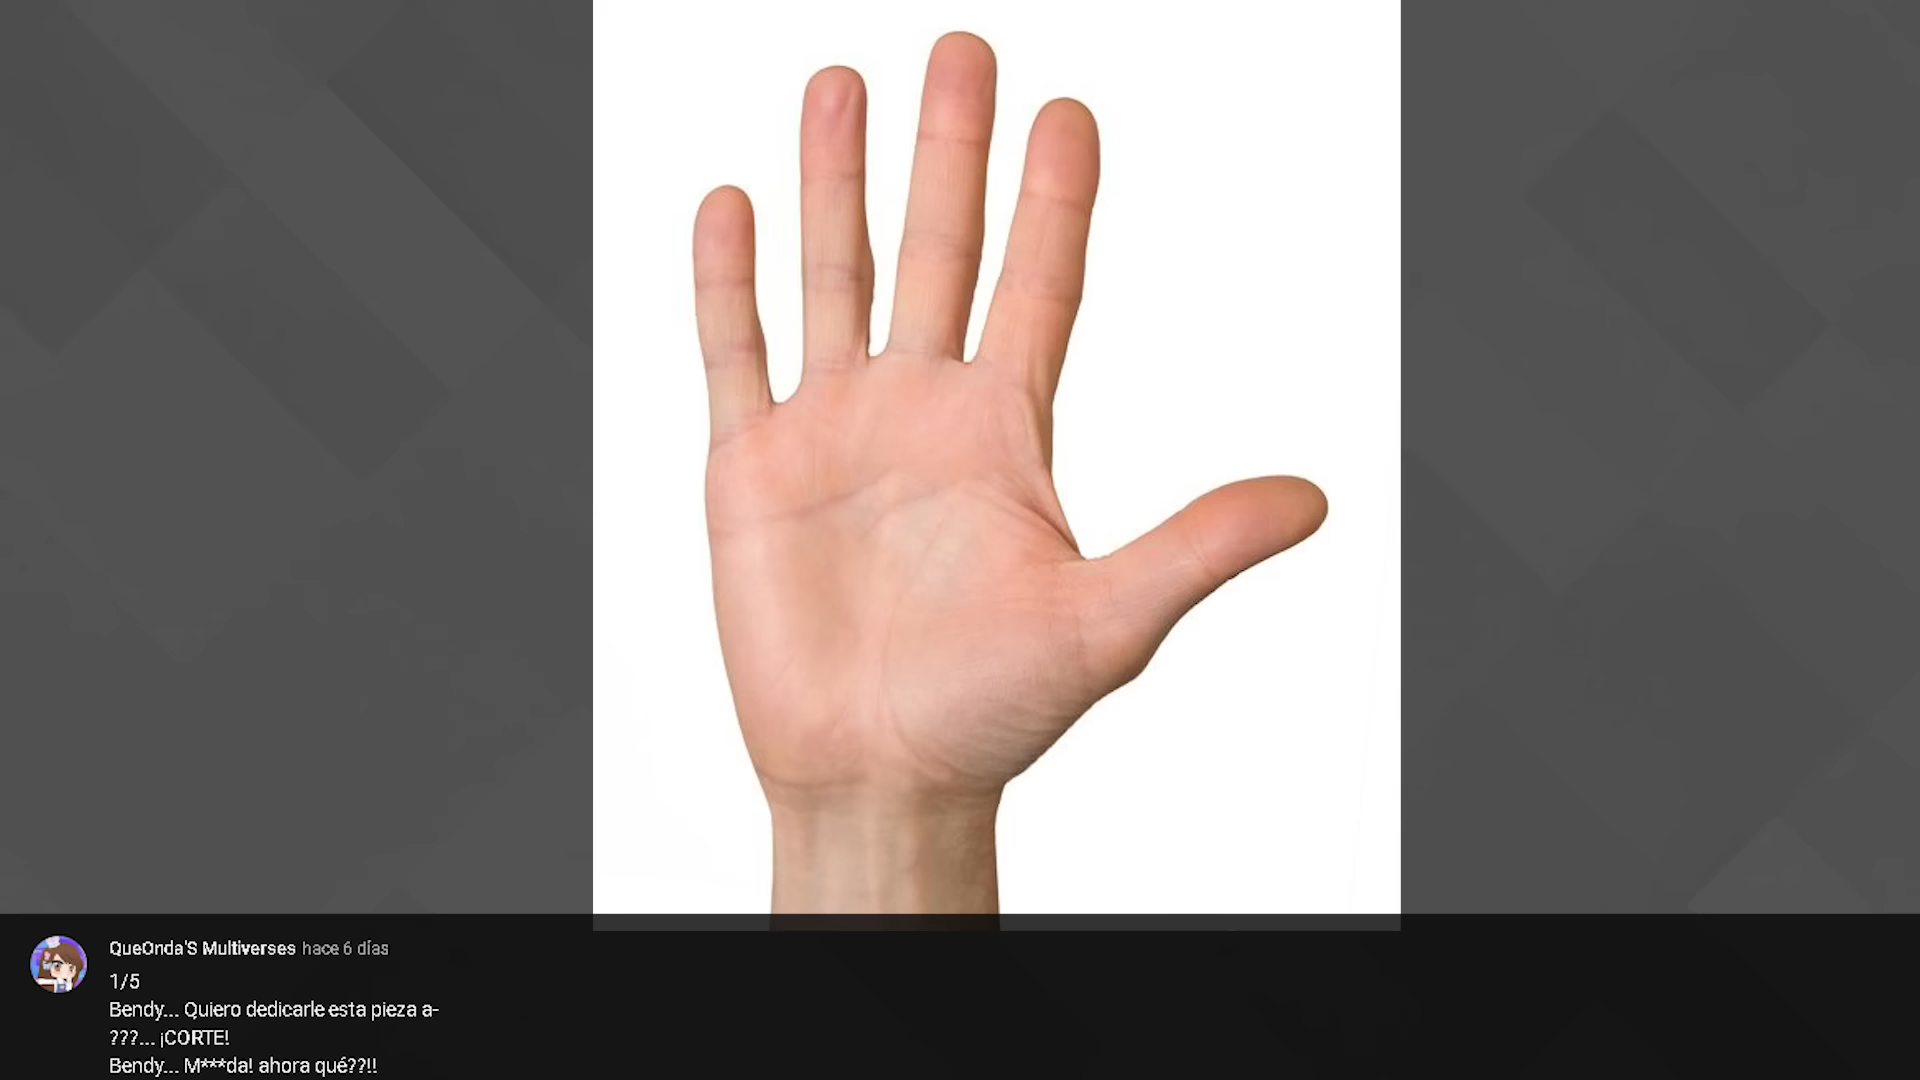 QueOnda'S Multiverses hace 6 días
1/5
Bendy... Quiero dedicarle esta pieza a-
???... ¡CORTE!
Bendy... M***da! ahora qué??!!